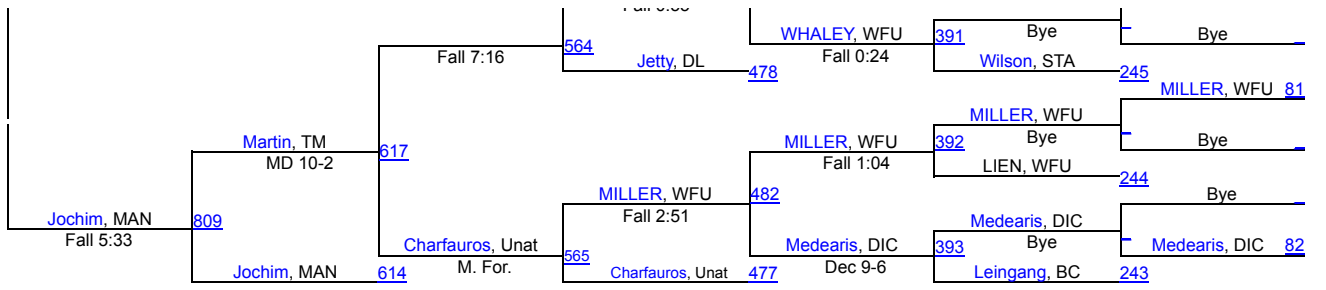 WHALEY, WFU 391 Bye Bye
Fall 7:16 564 Fall 0:24
Jetty, DL 478 Wilson, STA 245
MILLER, WFU 81
MILLER, WFU
Martin, TM 617 MILLER, WFU 392 Bye Bye
MD 10-2 Fall 1:04
LIEN, WFU 244
MILLER, WFU 482 Bye
Jochim, MAN 809 Fall 2:51 Medearis, DIC
Fall 5:33
Charfauros, Unat 565 Medearis, DIC 393 Bye Medearis, DIC 82
M. For. Dec 9-6
Jochim, MAN 614 Charfauros, Unat 477 Leingang, BC 243